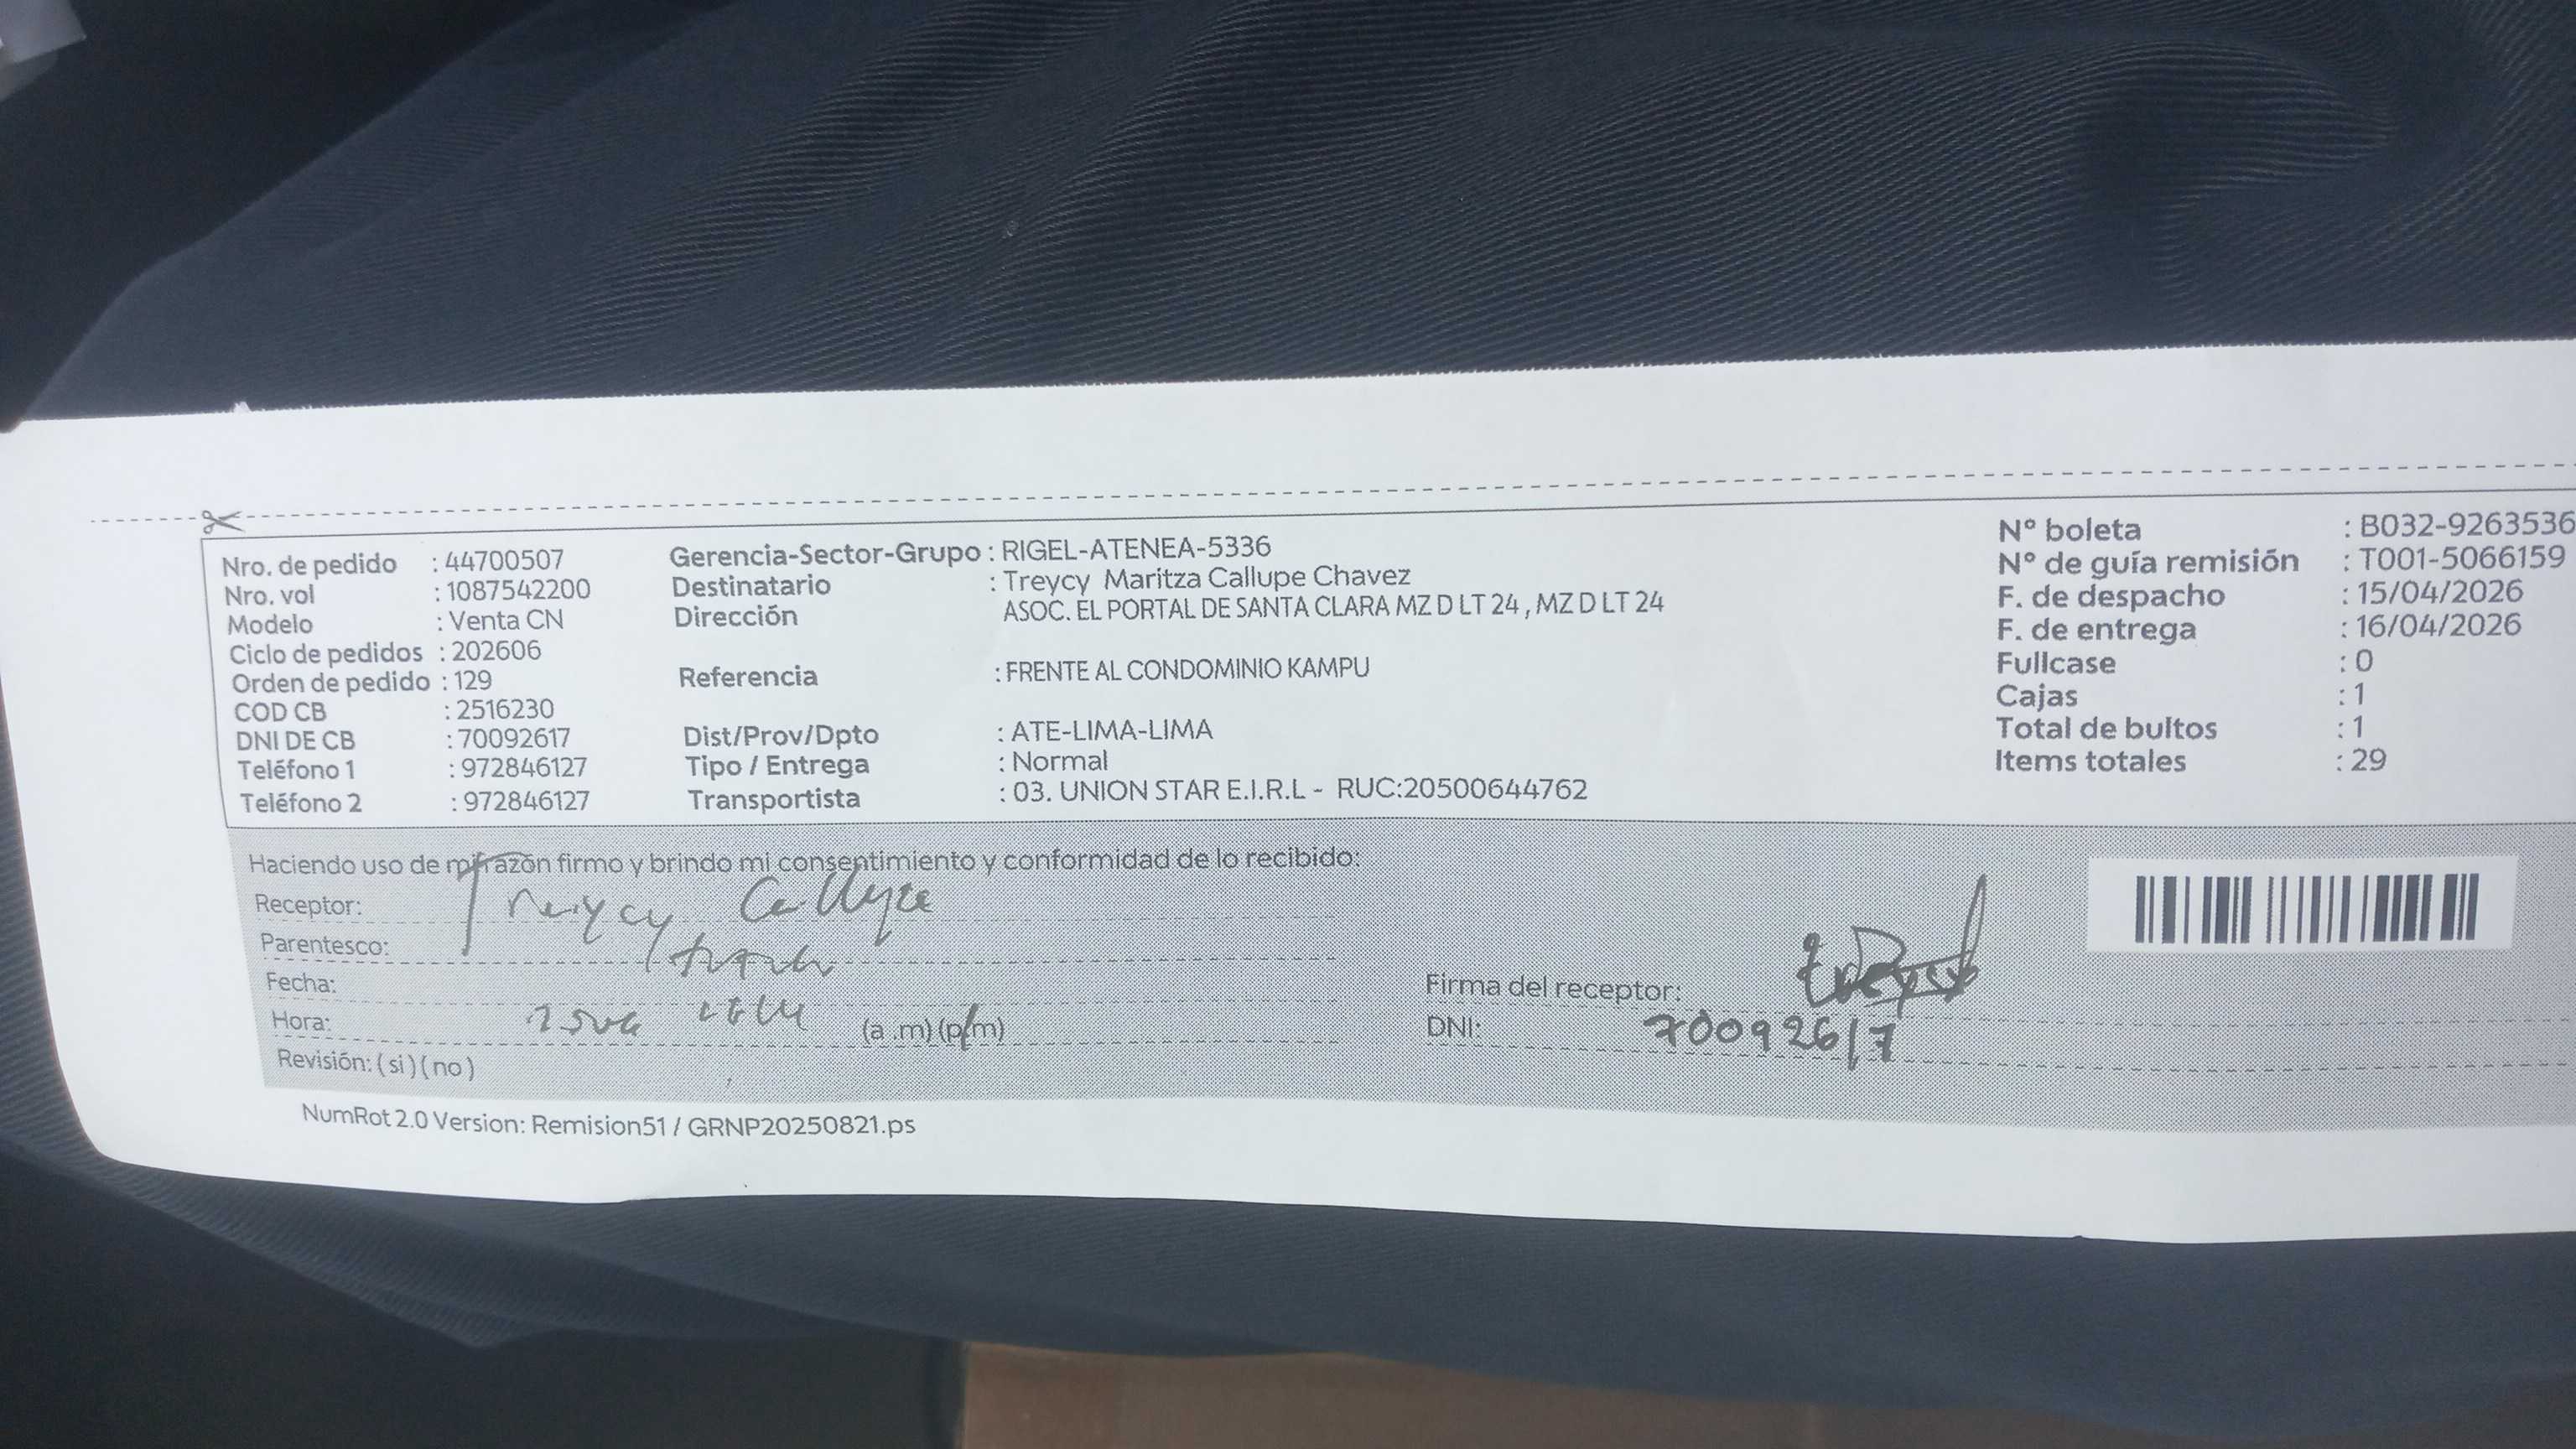 Nro. de pedido : 44700507
Nro. vol : 1087542200
Modelo : Venta CN
Ciclo de pedidos : 202606
Orden de pedido : 129
COD CB : 2516230
DNI DE CB : 70092617
Teléfono 1 : 972846127
Teléfono 2 : 972846127
Gerencia-Sector-Grupo : RIGEL-ATENEA-5336
Destinatario : Treycy Maritza Callupe Chavez
Dirección ASOC. EL PORTAL DE SANTA CLARA MZ D LT 24 , MZ D LT 24
Referencia : FRENTE AL CONDOMINIO KAMPU
Dist/Prov/Dpto : ATE-LIMA-LIMA
Tipo / Entrega : Normal
Transportista : 03. UNION STAR E.I.R.L - RUC:20500644762
N° boleta : B032-9263536
N° de guía remisión : T001-5066159
F. de despacho : 15/04/2026
F. de entrega : 16/04/2026
Fullcase : 0
Cajas : 1
Total de bultos : 1
Items totales : 29
Haciendo uso de mi razón firmo y brindo mi consentimiento y conformidad de lo recibido:
Receptor: Treycy Callupe
Parentesco:
Fecha:
Hora: (a .m) (p.m)
Revisión: ( si ) ( no )
Firma del receptor:
DNI: 70092617
NumRot 2.0 Version: Remision51 / GRNP20250821.ps